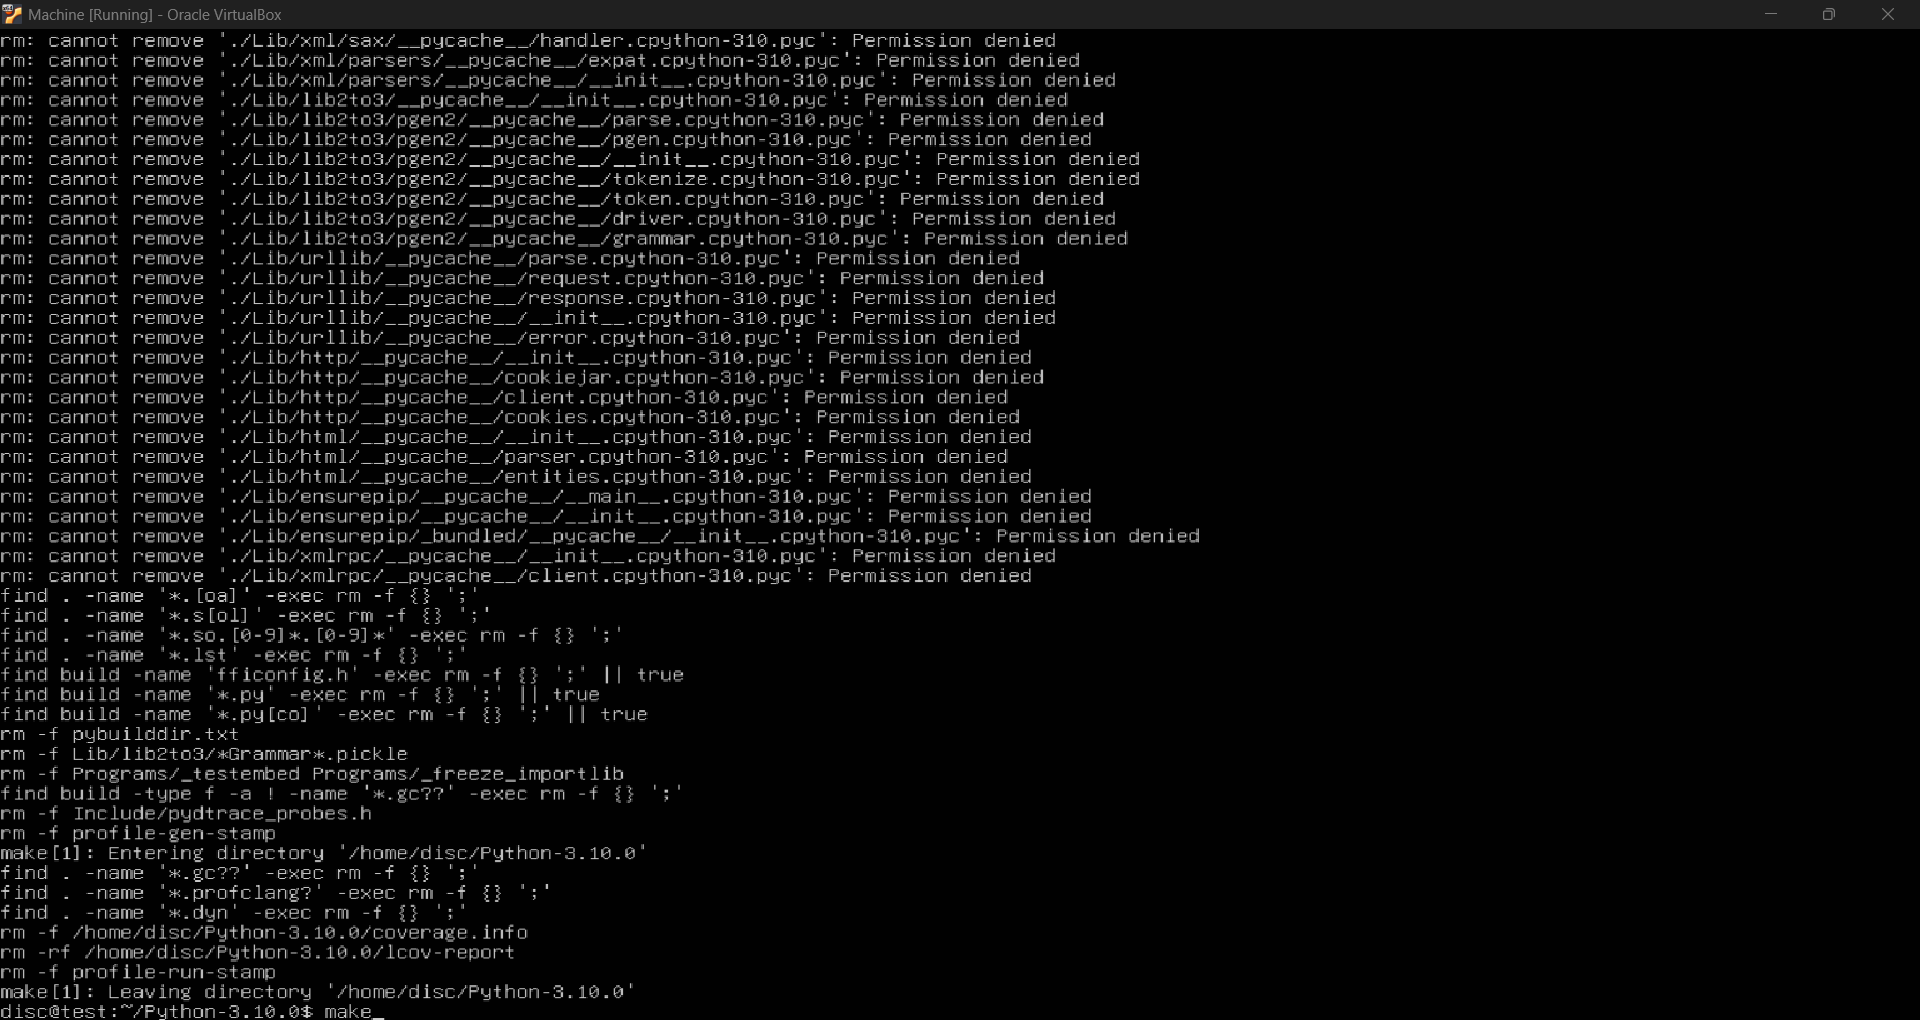 Machine [Running] - Oracle VirtualBox
rm: cannot remove './Lib/xml/sax/__pycache__/handler.cpython-310.pyc': Permission denied
rm: cannot remove './Lib/xml/parsers/__pycache__/expat.cpython-310.pyc': Permission denied
rm: cannot remove './Lib/xml/parsers/__pycache__/__init__.cpython-310.pyc': Permission denied
rm: cannot remove './Lib/lib2to3/__pycache__/__init__.cpython-310.pyc': Permission denied
rm: cannot remove './Lib/lib2to3/pgen2/__pycache__/parse.cpython-310.pyc': Permission denied
rm: cannot remove './Lib/lib2to3/pgen2/__pycache__/pgen.cpython-310.pyc': Permission denied
rm: cannot remove './Lib/lib2to3/pgen2/__pycache__/__init__.cpython-310.pyc': Permission denied
rm: cannot remove './Lib/lib2to3/pgen2/__pycache__/tokenize.cpython-310.pyc': Permission denied
rm: cannot remove './Lib/lib2to3/pgen2/__pycache__/token.cpython-310.pyc': Permission denied
rm: cannot remove './Lib/lib2to3/pgen2/__pycache__/driver.cpython-310.pyc': Permission denied
rm: cannot remove './Lib/lib2to3/pgen2/__pycache__/grammar.cpython-310.pyc': Permission denied
rm: cannot remove './Lib/urllib/__pycache__/parse.cpython-310.pyc': Permission denied
rm: cannot remove './Lib/urllib/__pycache__/request.cpython-310.pyc': Permission denied
rm: cannot remove './Lib/urllib/__pycache__/response.cpython-310.pyc': Permission denied
rm: cannot remove './Lib/urllib/__pycache__/__init__.cpython-310.pyc': Permission denied
rm: cannot remove './Lib/urllib/__pycache__/error.cpython-310.pyc': Permission denied
rm: cannot remove './Lib/http/__pycache__/__init__.cpython-310.pyc': Permission denied
rm: cannot remove './Lib/http/__pycache__/cookiejar.cpython-310.pyc': Permission denied
rm: cannot remove './Lib/http/__pycache__/client.cpython-310.pyc': Permission denied
rm: cannot remove './Lib/http/__pycache__/cookies.cpython-310.pyc': Permission denied
rm: cannot remove './Lib/html/__pycache__/__init__.cpython-310.pyc': Permission denied
rm: cannot remove './Lib/html/__pycache__/parser.cpython-310.pyc': Permission denied
rm: cannot remove './Lib/html/__pycache__/entities.cpython-310.pyc': Permission denied
rm: cannot remove './Lib/ensurepip/__pycache__/__main__.cpython-310.pyc': Permission denied
rm: cannot remove './Lib/ensurepip/__pycache__/__init__.cpython-310.pyc': Permission denied
rm: cannot remove './Lib/ensurepip/_bundled/__pycache__/__init__.cpython-310.pyc': Permission denied
rm: cannot remove './Lib/xmlrpc/__pycache__/__init__.cpython-310.pyc': Permission denied
rm: cannot remove './Lib/xmlrpc/__pycache__/client.cpython-310.pyc': Permission denied
find . -name '*.[oa]' -exec rm -f {} ';'
find . -name '*.s[ol]' -exec rm -f {} ';'
find . -name '*.so.[0-9]*.[0-9]*' -exec rm -f {} ';'
find . -name '*.lst' -exec rm -f {} ';'
find build -name 'fficonfig.h' -exec rm -f {} ';' || true
find build -name '*.py' -exec rm -f {} ';' || true
find build -name '*.py[co]' -exec rm -f {} ';' || true
rm -f pybuilddir.txt
rm -f Lib/lib2to3/*Grammar*.pickle
rm -f Programs/_testembed Programs/_freeze_importlib
find build -type f -a ! -name '*.gc??' -exec rm -f {} ';'
rm -f Include/pydtrace_probes.h
rm -f profile-gen-stamp
make[1]: Entering directory '/home/disc/Python-3.10.0'
find . -name '*.gc??' -exec rm -f {} ';'
find . -name '*.profclang?' -exec rm -f {} ';'
find . -name '*.dyn' -exec rm -f {} ';'
rm -f /home/disc/Python-3.10.0/coverage.info
rm -rf /home/disc/Python-3.10.0/lcov-report
rm -f profile-run-stamp
make[1]: Leaving directory '/home/disc/Python-3.10.0'
disc@test:~/Python-3.10.0$ make_